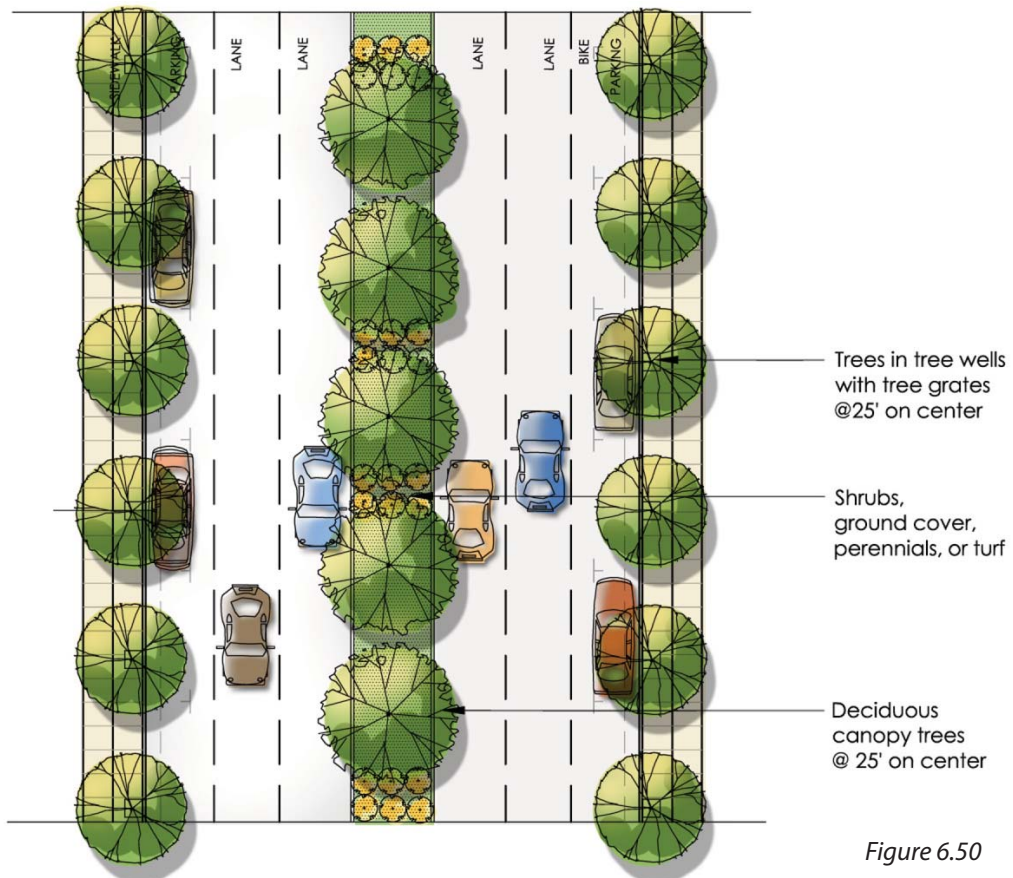 SIDEWALK
PARKING
LANE
LANE
LANE
LANE
BIKE
PARKING
Trees in tree wells
with tree grates
@25' on center
Shrubs,
ground cover,
perennials, or turf
Deciduous
canopy trees
@ 25' on center
Figure 6.50